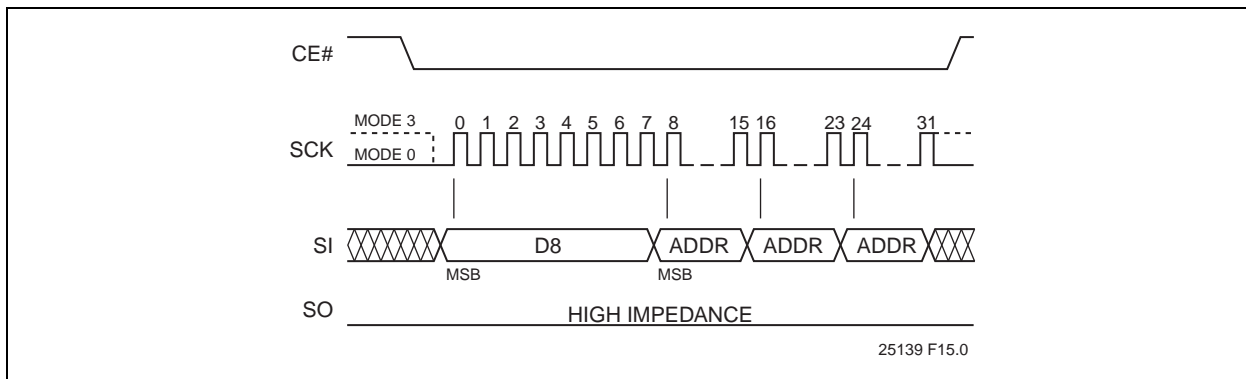 CE#
MODE 3
0 1 2 3 4 5 6 7 8 15 16 23 24 31
SCK
MODE 0
SI
D8 ADDR ADDR ADDR
MSB MSB
SO
HIGH IMPEDANCE
25139 F15.0